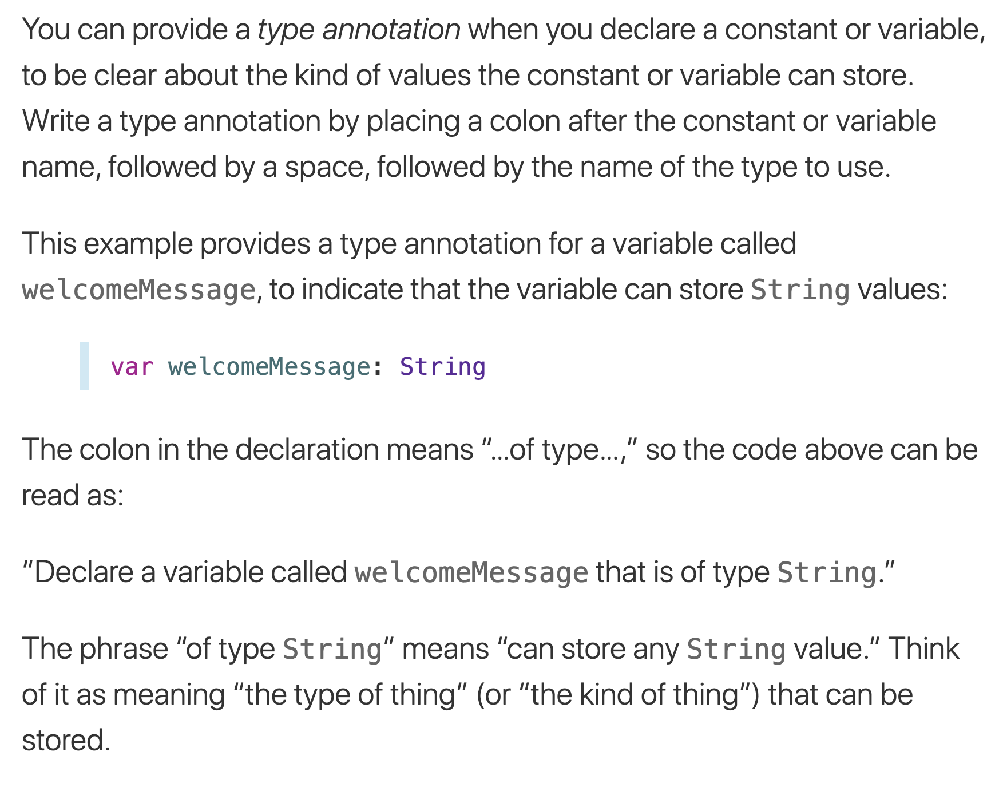 You can provide a type annotation when you declare a constant or variable,
to be clear about the kind of values the constant or variable can store.
Write a type annotation by placing a colon after the constant or variable
name, followed by a space, followed by the name of the type to use.
This example provides a type annotation for a variable called
welcomeMessage, to indicate that the variable can store String values:
var welcomeMessage: String
The colon in the declaration means “…of type…,” so the code above can be
read as:
“Declare a variable called welcomeMessage that is of type String.”
The phrase “of type String” means “can store any String value.” Think
of it as meaning “the type of thing” (or “the kind of thing”) that can be
stored.